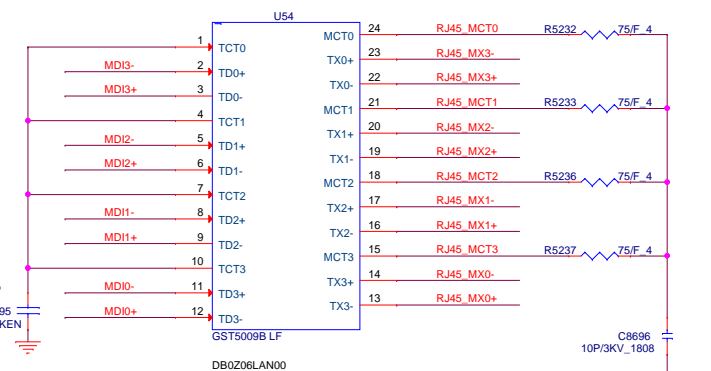 U54
1 TCT0 MCT0 24 RJ45_MCT0 R5232 75/F_4
MDI3- 2 TD0+ TX0+ 23 RJ45_MX3-
MDI3+ 3 TD0- TX0- 22 RJ45_MX3+
4 TCT1 MCT1 21 RJ45_MCT1 R5233 75/F_4
MDI2- 5 TD1+ TX1+ 20 RJ45_MX2-
MDI2+ 6 TD1- TX1- 19 RJ45_MX2+
7 TCT2 MCT2 18 RJ45_MCT2 R5236 75/F_4
MDI1- 8 TD2+ TX2+ 17 RJ45_MX1-
MDI1+ 9 TD2- TX2- 16 RJ45_MX1+
10 TCT3 MCT3 15 RJ45_MCT3 R5237 75/F_4
MDI0- 11 TD3+ TX3+ 14 RJ45_MX0-
MDI0+ 12 TD3- TX3- 13 RJ45_MX0+
95
KEN
GST5009B LF
C8696
10P/3KV_1808
DB0Z06LAN00